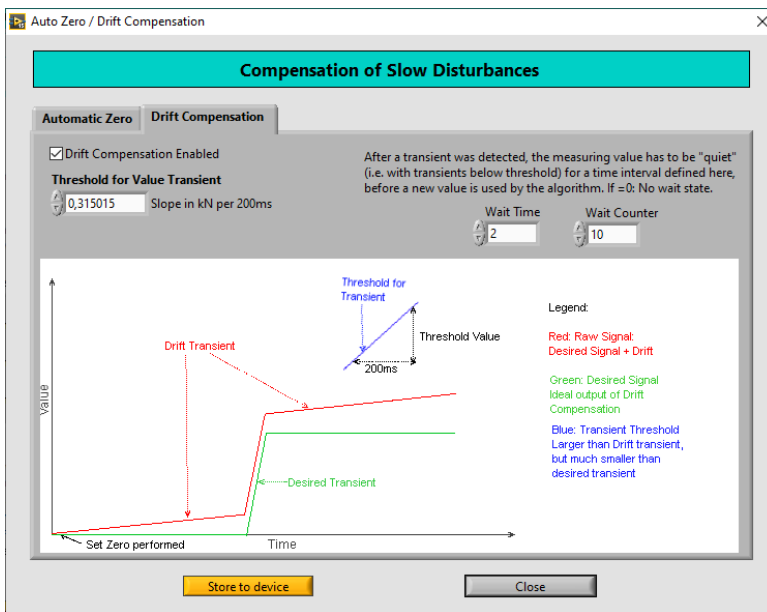 Auto Zero / Drift Compensation
Compensation of Slow Disturbances
Automatic Zero
Drift Compensation
Drift Compensation Enabled
Threshold for Value Transient
0,315015
Slope in kN per 200ms
After a transient was detected, the measuring value has to be "quiet"
(i.e. with transients below threshold) for a time interval defined here,
before a new value is used by the algorithm. If =0: No wait state.
Wait Time
Wait Counter
2
10
Value
Time
Drift Transient
Threshold for
Transient
Threshold Value
200ms
Desired Transient
Set Zero performed
Legend:
Red: Raw Signal:
Desired Signal + Drift
Green: Desired Signal
Ideal output of Drift
Compensation
Blue: Transient Threshold
Larger than Drift transient,
but much smaller than
desired transient
Store to device
Close